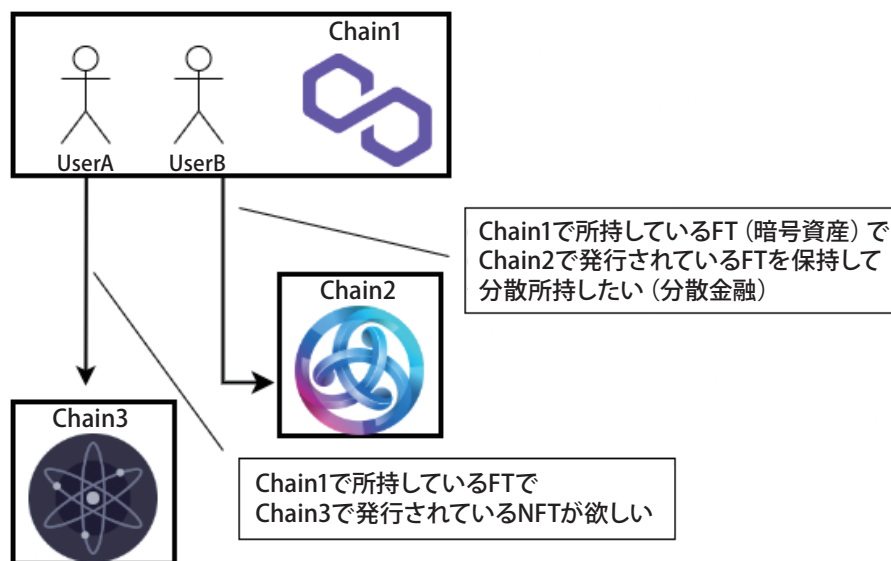 Chain1
UserA
UserB
Chain1で所持しているFT（暗号資産）で
Chain2で発行されているFTを保持して
分散所持したい（分散金融）
Chain2
Chain3
Chain1で所持しているFTで
Chain3で発行されているNFTが欲しい